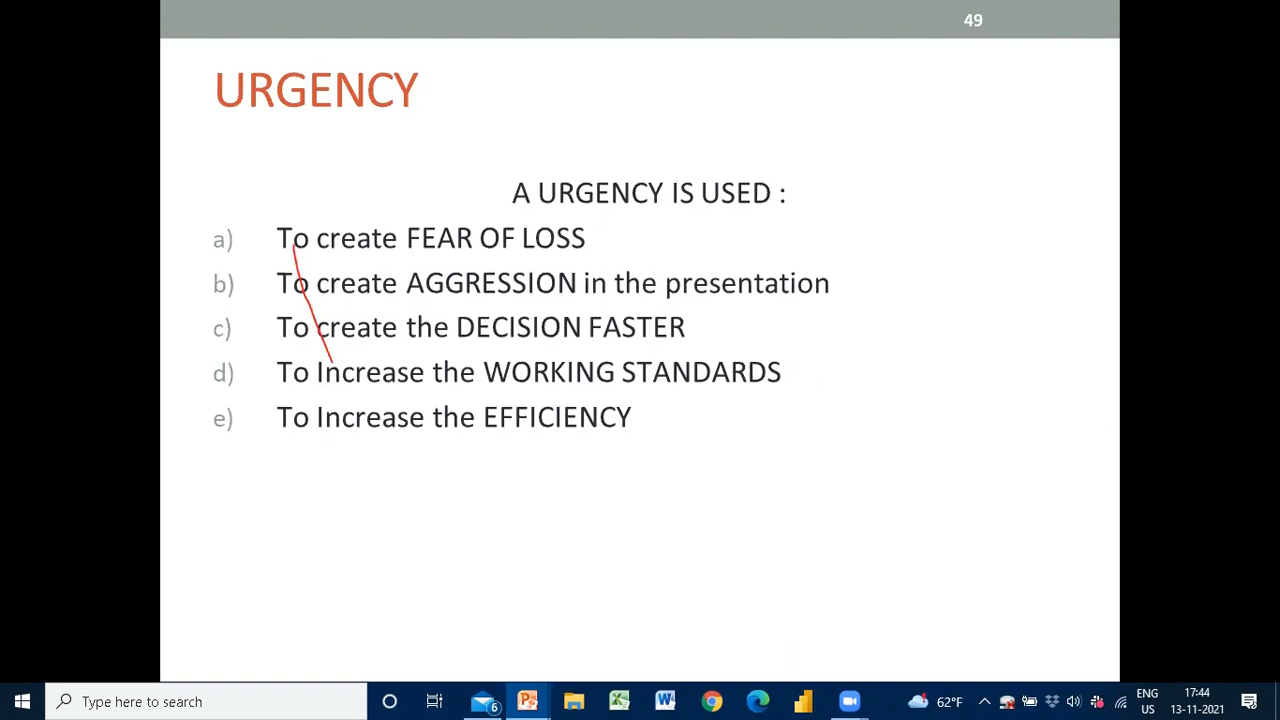 49
URGENCY
A URGENCY IS USED :
a) To create FEAR OF LOSS
b) To create AGGRESSION in the presentation
c) To create the DECISION FASTER
d) To Increase the WORKING STANDARDS
e) To Increase the EFFICIENCY
Type here to search
6
62°F
ENG
US
17:44
13-11-2021